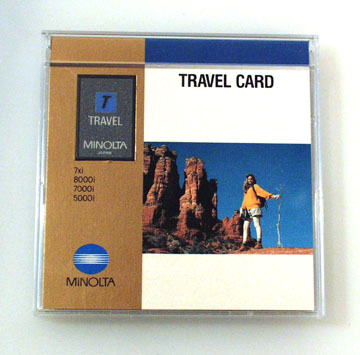 TRAVEL CARD
T
TRAVEL
MINOLTA
7xi
8000i
7000i
5000i
MINOLTA